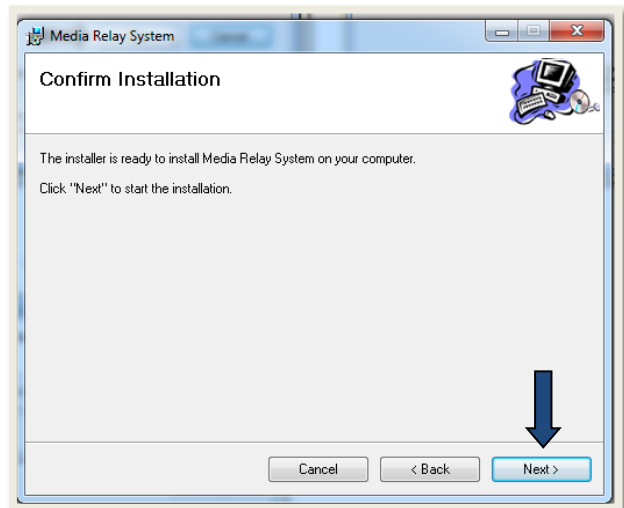 Media Relay System
Confirm Installation
The installer is ready to install Media Relay System on your computer.
Click "Next" to start the installation.
Cancel
< Back
Next >